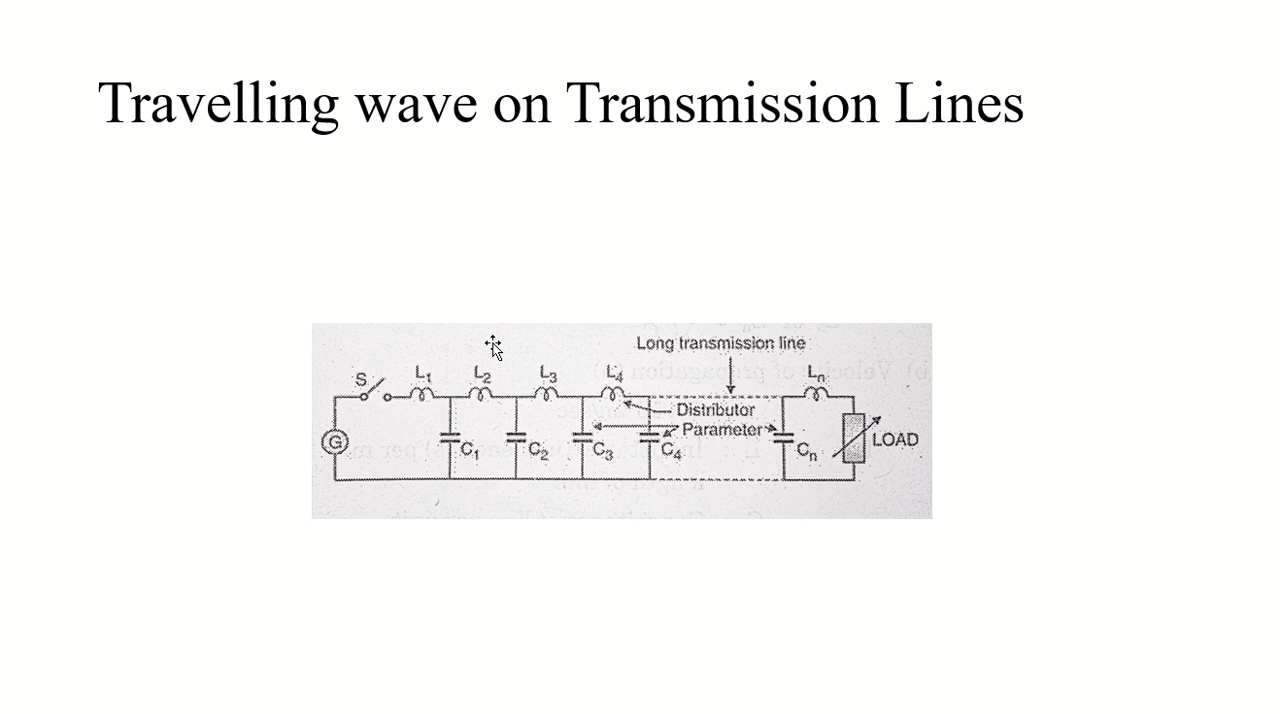 Travelling wave on Transmission Lines
Long transmission line
S L1 L2 L3 L4 Ln
Distributor
Parameter
G C1 C2 C3 C4 Cn LOAD